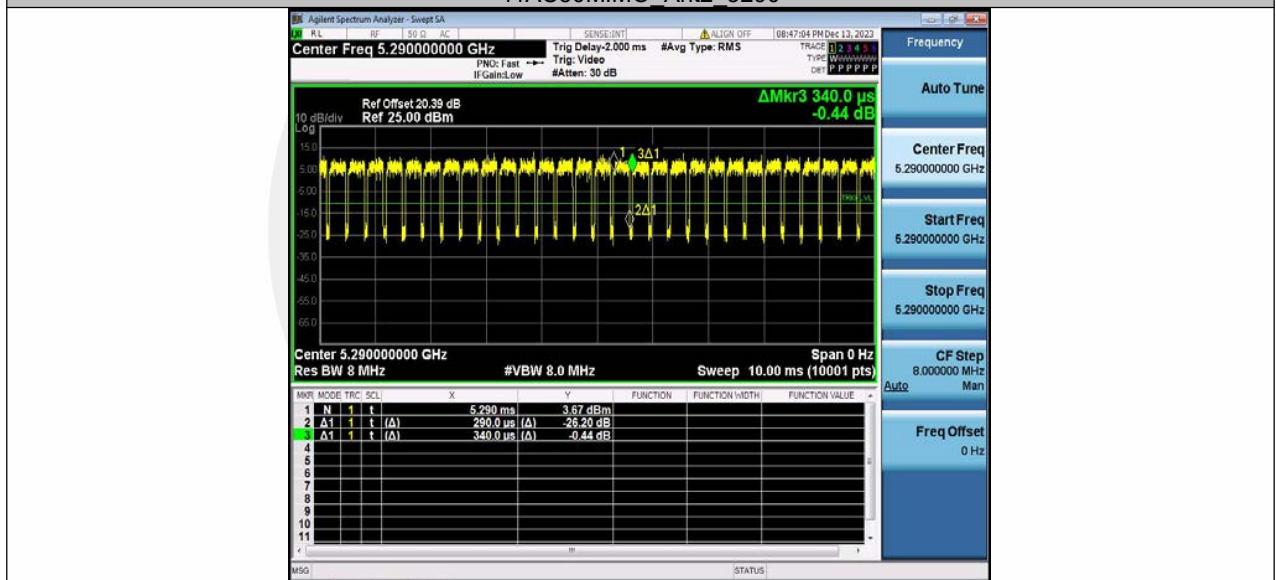 Agilent Spectrum Analyzer - Swept SA
RL RF 50 Ω AC SENSE:INT ALIGN OFF 08:47:04 PM Dec 13, 2023
Center Freq 5.290000000 GHz
PNO: Fast
IFGain:Low
Trig Delay-2.000 ms
Trig: Video
#Atten: 30 dB
#Avg Type: RMS
TRACE 1 2 3 4 5 6
TYPE
DET P P P P P P
ΔMkr3 340.0 µs
-0.44 dB
Ref Offset 20.39 dB
10 dB/div Ref 25.00 dBm
Log
15.0
5.00
-5.00
-15.0
-25.0
-35.0
-45.0
-55.0
-65.0
1
3Δ1
2Δ1
Center 5.290000000 GHz Span 0 Hz
Res BW 8 MHz #VBW 8.0 MHz Sweep 10.00 ms (10001 pts)
MKR MODE TRC SCL X Y FUNCTION FUNCTION WIDTH FUNCTION VALUE
1 N 1 t 5.290 ms 3.67 dBm
2 Δ1 1 t (Δ) 290.0 µs (Δ) -26.20 dB
3 Δ1 1 t (Δ) 340.0 µs (Δ) -0.44 dB
4
5
6
7
8
9
10
11
MSG STATUS
Frequency
Auto Tune
Center Freq
5.290000000 GHz
Start Freq
5.290000000 GHz
Stop Freq
5.290000000 GHz
CF Step
8.000000 MHz
Auto Man
Freq Offset
0 Hz